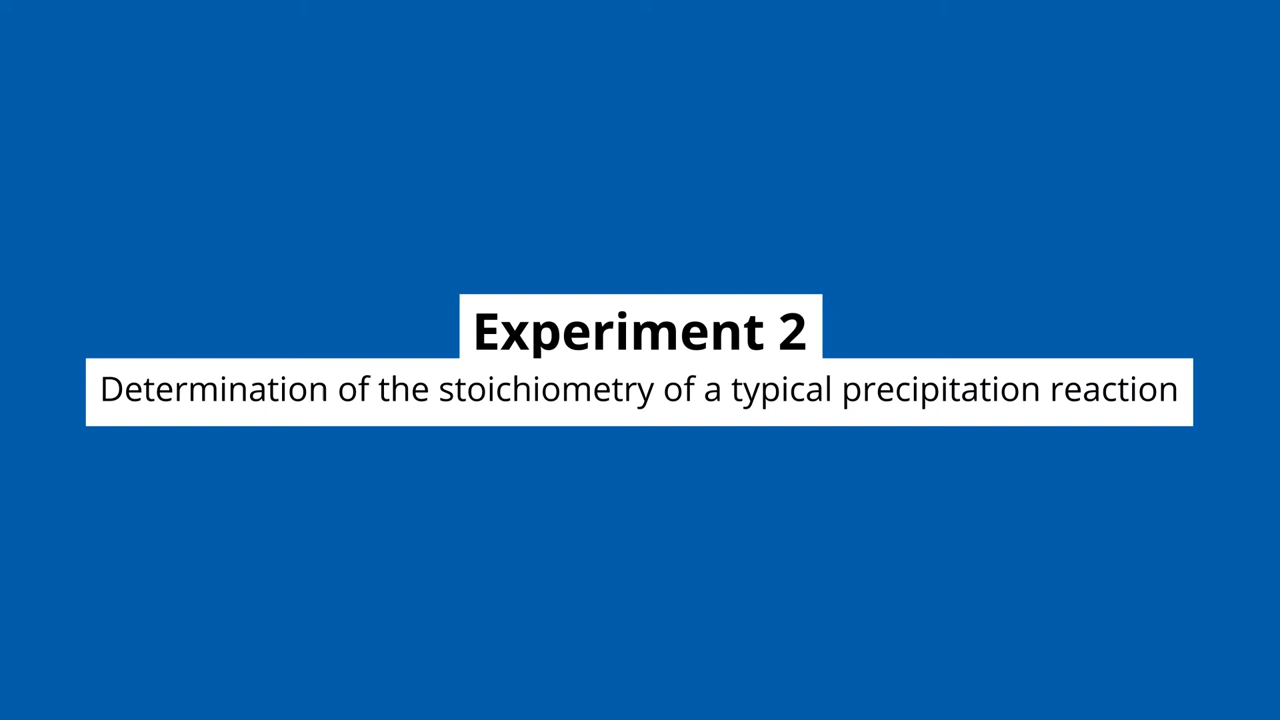 Experiment 2
Determination of the stoichiometry of a typical precipitation reaction